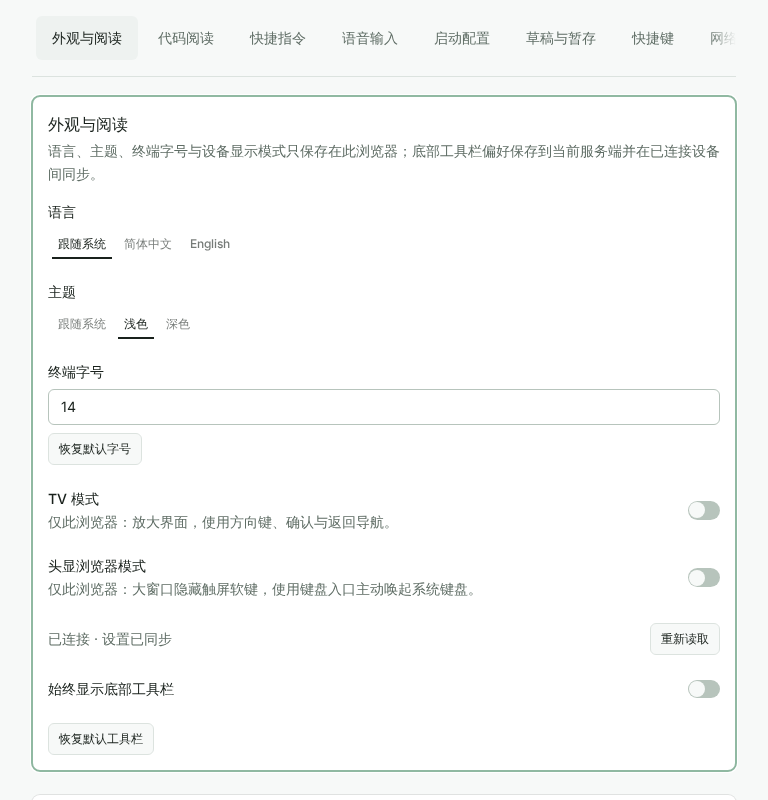 外观与阅读 代码阅读 快捷指令 语音输入 启动配置 草稿与暂存 快捷键 网络
外观与阅读
语言、主题、终端字号与设备显示模式只保存在此浏览器；底部工具栏偏好保存到当前服务端并在已连接设备
间同步。
语言
跟随系统 简体中文 English
主题
跟随系统 浅色 深色
终端字号
14
恢复默认字号
TV 模式
仅此浏览器：放大界面，使用方向键、确认与返回导航。
头显浏览器模式
仅此浏览器：大窗口隐藏触屏软键，使用键盘入口主动唤起系统键盘。
已连接 · 设置已同步 重新读取
始终显示底部工具栏
恢复默认工具栏